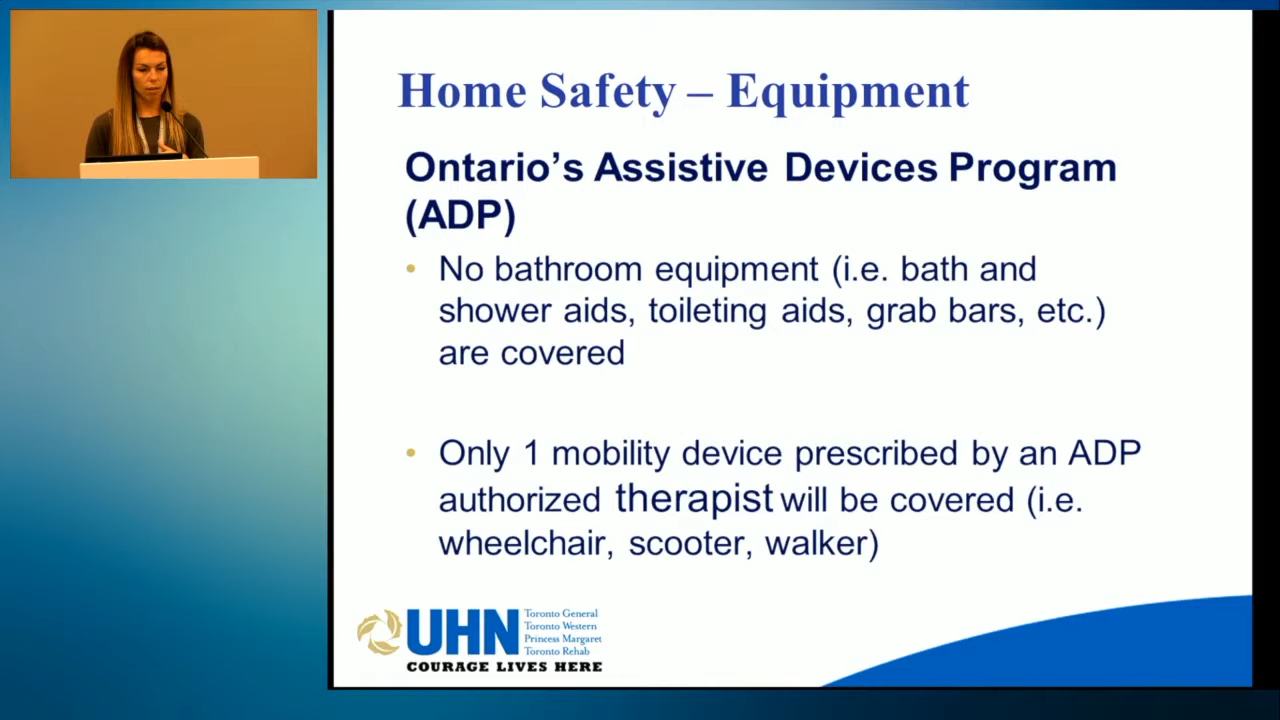 Home Safety – Equipment
Ontario's Assistive Devices Program
(ADP)
• No bathroom equipment (i.e. bath and
shower aids, toileting aids, grab bars, etc.)
are covered
• Only 1 mobility device prescribed by an ADP
authorized therapist will be covered (i.e.
wheelchair, scooter, walker)
UHN
Toronto General
Toronto Western
Princess Margaret
Toronto Rehab
COURAGE LIVES HERE